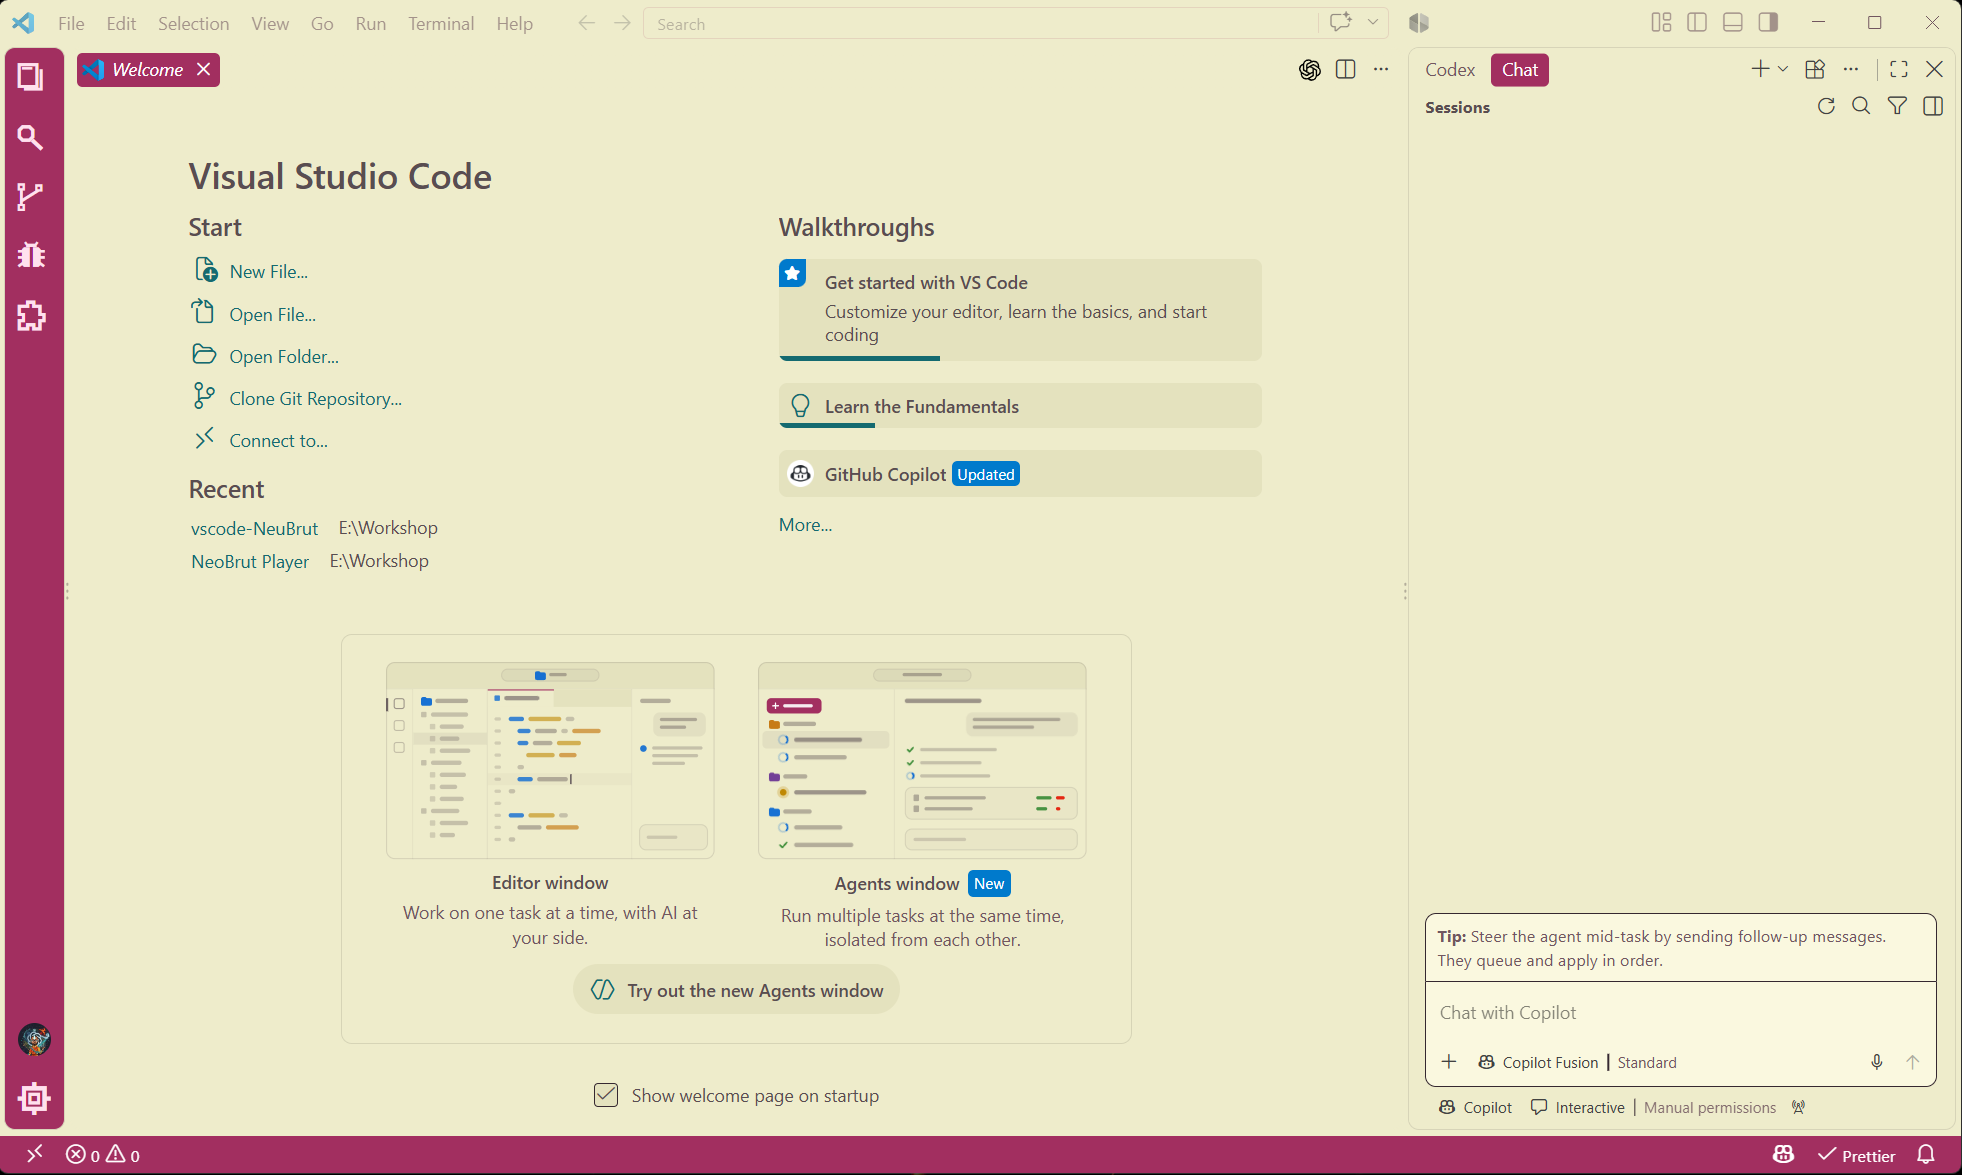 File Edit Selection View Go Run Terminal Help Search
Welcome
Codex Chat
Sessions
Visual Studio Code
Start
New File...
Open File...
Open Folder...
Clone Git Repository...
Connect to...
Recent
vscode-NeuBrut E:\Workshop
NeoBrut Player E:\Workshop
Walkthroughs
Get started with VS Code
Customize your editor, learn the basics, and start
coding
Learn the Fundamentals
GitHub Copilot Updated
More...
Editor window
Work on one task at a time, with AI at
your side.
Agents window New
Run multiple tasks at the same time,
isolated from each other.
Try out the new Agents window
Show welcome page on startup
Tip: Steer the agent mid-task by sending follow-up messages.
They queue and apply in order.
Chat with Copilot
Copilot Fusion | Standard
Copilot Interactive | Manual permissions
0 0 Prettier